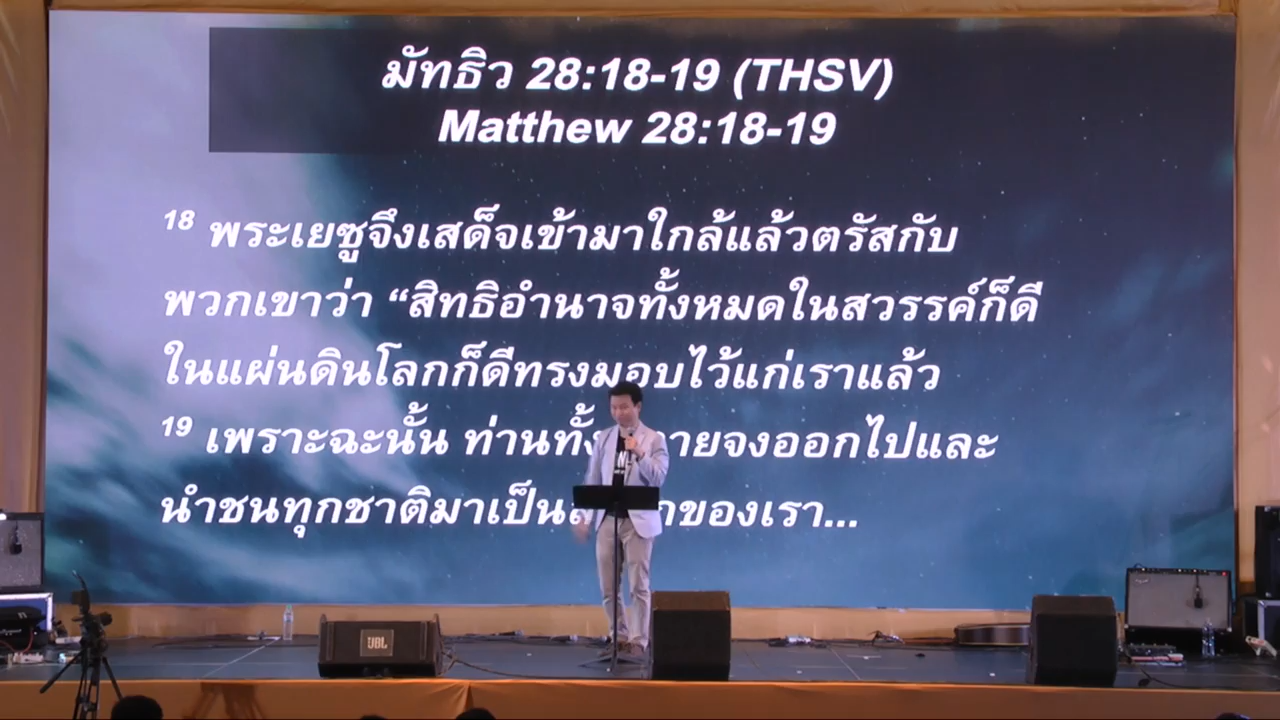 มัทธิว 28:18-19 (THSV)
Matthew 28:18-19
18 พระเยซูจึงเสด็จเข้ามาใกล้แล้วตรัสกับ
พวกเขาว่า “สิทธิอำนาจทั้งหมดในสวรรค์ก็ดี
ในแผ่นดินโลกก็ดีทรงมอบไว้แก่เราแล้ว
19 เพราะฉะนั้น ท่านทั้ง ายจงออกไปและ
นำชนทุกชาติมาเป็น ของเรา...
JBL